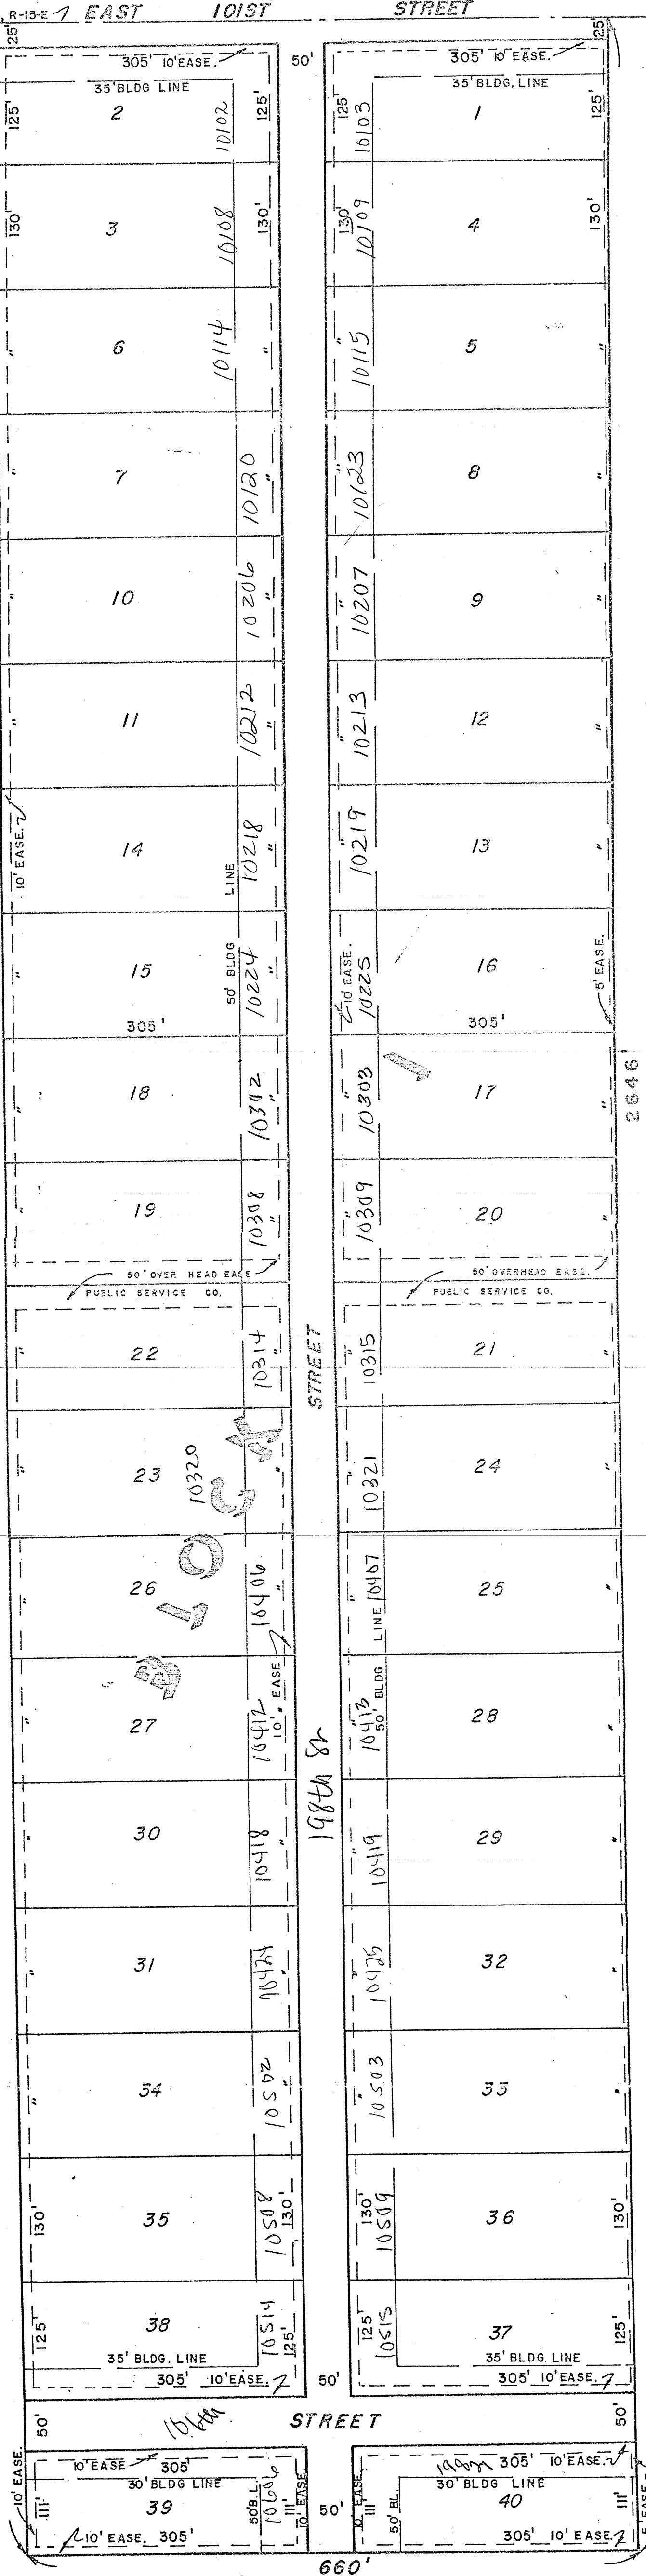 R-15-E EAST 101ST STREET
25' 25'
305' 10' EASE. 50' 305' 10' EASE.
35' BLDG LINE 35' BLDG. LINE
125' 2 10102 125' 125' 10103 1 125'
130' 3 10108 130' 130' 10109 4 130'
" 6 10114 " " 10115 5 "
" 7 10120 " " 10123 8 "
" 10 10206 " " 10207 9 "
" 11 10212 " " 10213 12 "
10' EASE. 14 LINE 10218 " " 10219 13 "
" 15 50' BLDG 10224 " 10' EASE. 10225 16 5' EASE.
305' 305'
" 18 10302 " " 10303 1 17 "
2646'
" 19 10308 " " 10309 20 "
50' OVER HEAD EASE 50' OVERHEAD EASE.
PUBLIC SERVICE CO. PUBLIC SERVICE CO.
" 22 10314 " STREET " 10315 21 "
" 23 10320 " " 10321 24
BLOCK
26 10406 " " LINE 10407 25 "
" 27 10412 10' EASE " 10413 50' BLDG 28 "
198th St
" 30 10418 " " 10419 29 "
" 31 10424 " " 10425 32 "
" 34 10502 " " 10503 33 "
130' 35 10508 130' 130' 10509 36 130'
125' 38 10514 125' 125' 10515 37 125'
35' BLDG. LINE 35' BLDG. LINE
305' 10' EASE. 50' 305' 10' EASE.
50' 106th STREET 50'
10' EASE. 10' EASE 305' 305' 10' EASE.
30' BLDG LINE 30' BLDG LINE
111' 39 50' B.L. 10606 111' 10' EASE. 50' 10' EASE. 111' 50' BL. 40 111' 5' EASE.
10' EASE. 305' 305' 10' EASE.
660'